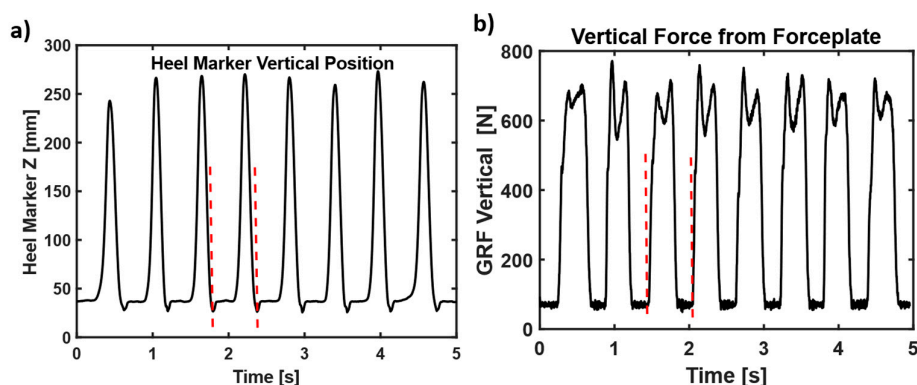 a)
Heel Marker Vertical Position
Heel Marker Z [mm]
300
250
200
150
100
50
0
0 1 2 3 4 5
Time [s]
b)
Vertical Force from Forceplate
GRF Vertical [N]
800
600
400
200
0
0 1 2 3 4 5
Time [s]